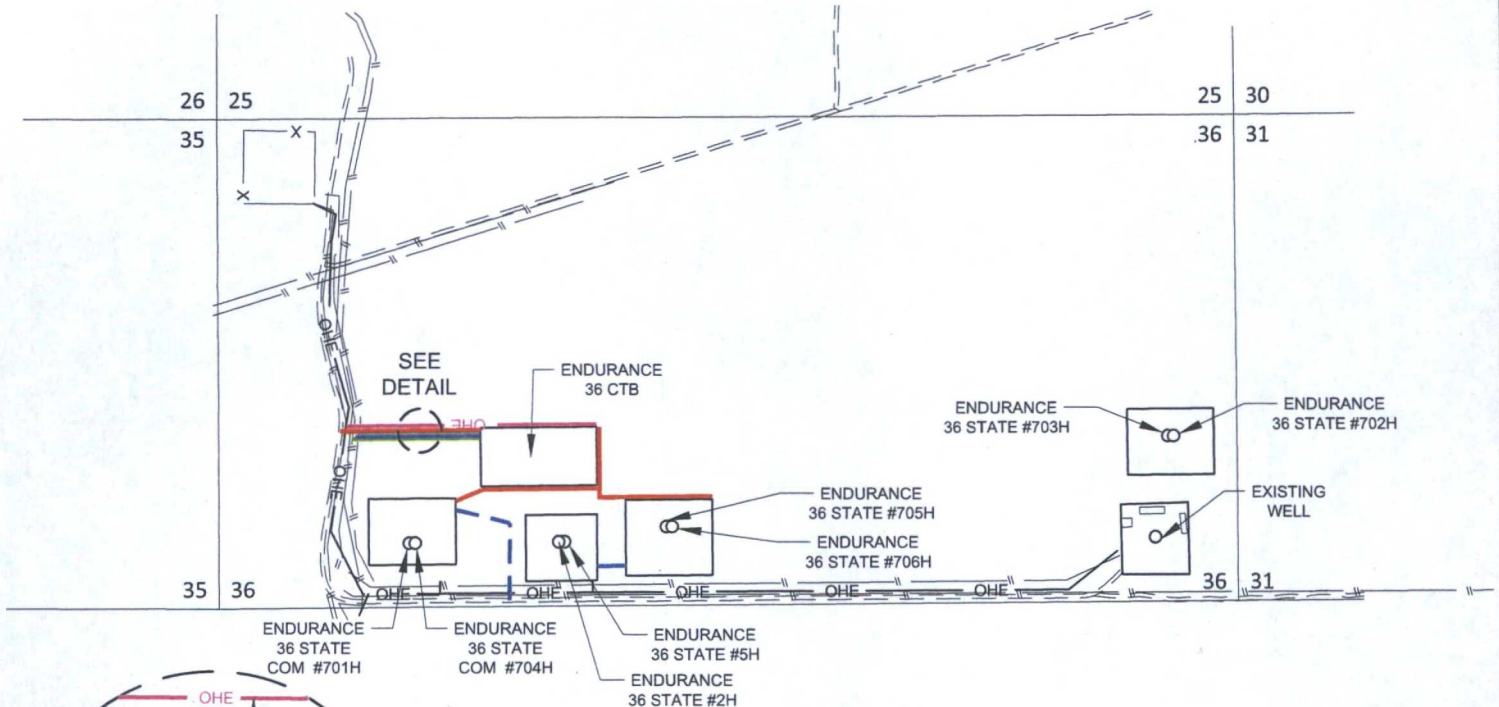 26 25
35
25 30
.36 31
X
X
OHE
SEE
DETAIL
ENDURANCE
36 CTB
OHE
ENDURANCE
36 STATE #703H
ENDURANCE
36 STATE #702H
OHE
ENDURANCE
36 STATE #705H
ENDURANCE
36 STATE #706H
EXISTING
WELL
35 36
36 31
OHE
OHE
OHE
OHE
OHE
ENDURANCE
36 STATE
COM #701H
ENDURANCE
36 STATE
COM #704H
ENDURANCE
36 STATE #5H
ENDURANCE
36 STATE #2H
OHE